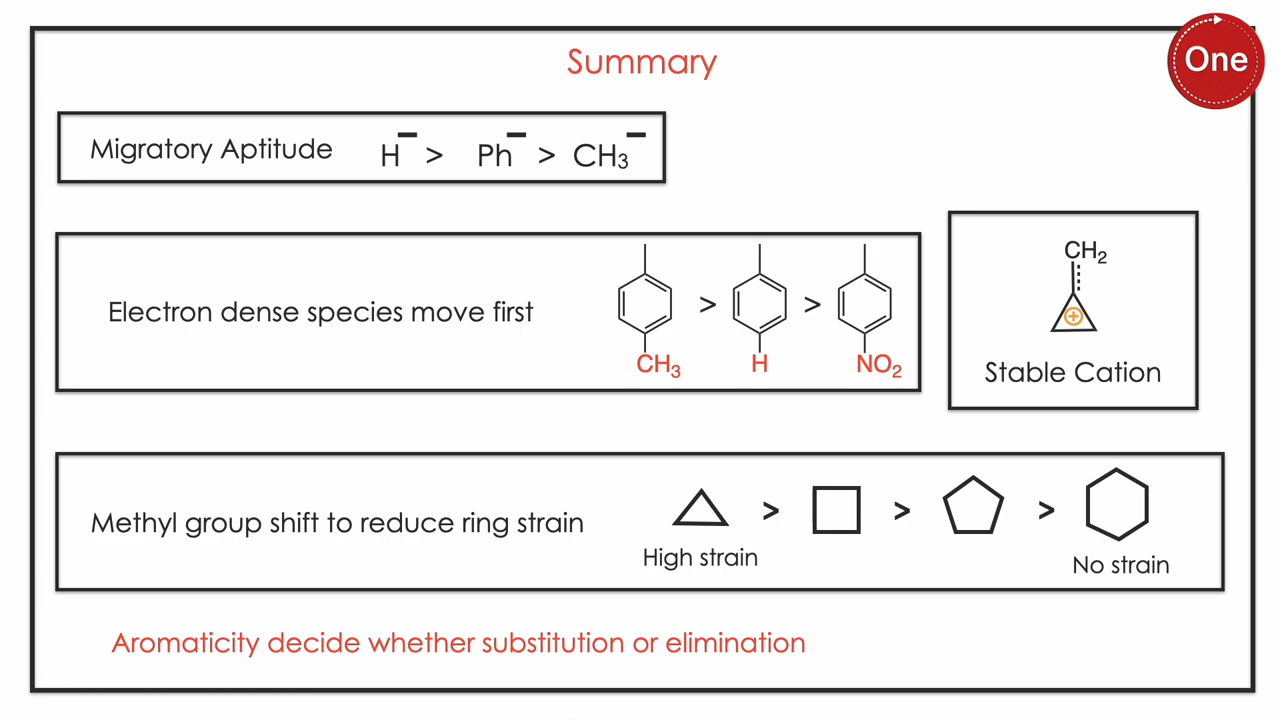 Summary
One
Migratory Aptitude H⁻ > Ph⁻ > CH₃⁻
Electron dense species move first
> >
CH₃ H NO₂
CH₂
+
Stable Cation
Methyl group shift to reduce ring strain
> > >
High strain
No strain
Aromaticity decide whether substitution or elimination